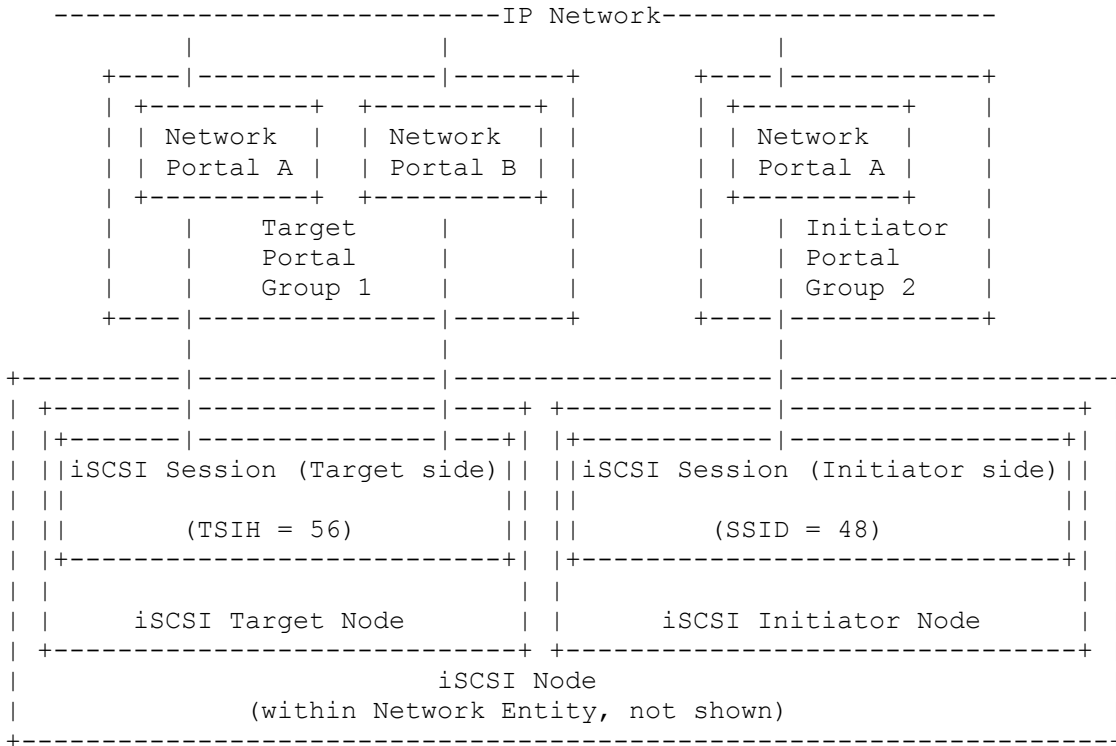 IP Network
Network Network Network
Portal A Portal B Portal A
Target Initiator
Portal Portal
Group 1 Group 2
iSCSI Session (Target side) iSCSI Session (Initiator side)
(TSIH = 56) (SSID = 48)
iSCSI Target Node iSCSI Initiator Node
iSCSI Node
(within Network Entity, not shown)